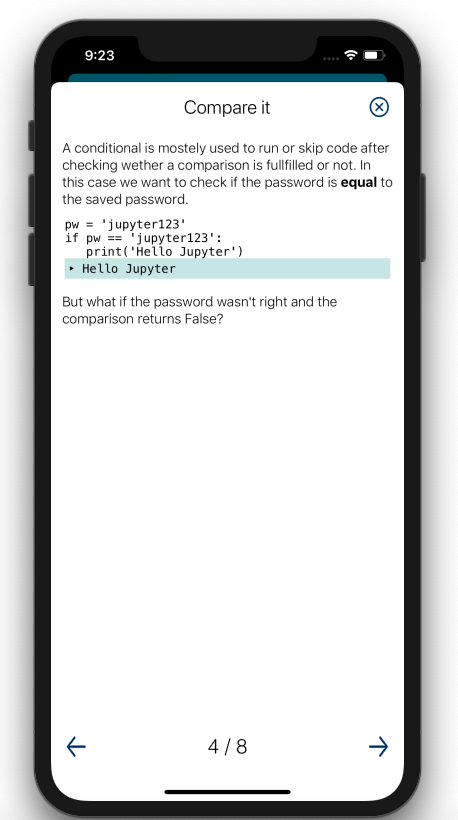 9:23
Compare it
A conditional is mostely used to run or skip code after
checking wether a comparison is fullfilled or not. In
this case we want to check if the password is equal to
the saved password.
pw = 'jupyter123'
if pw == 'jupyter123':
   print('Hello Jupyter')
‣ Hello Jupyter
But what if the password wasn't right and the
comparison returns False?
4 / 8